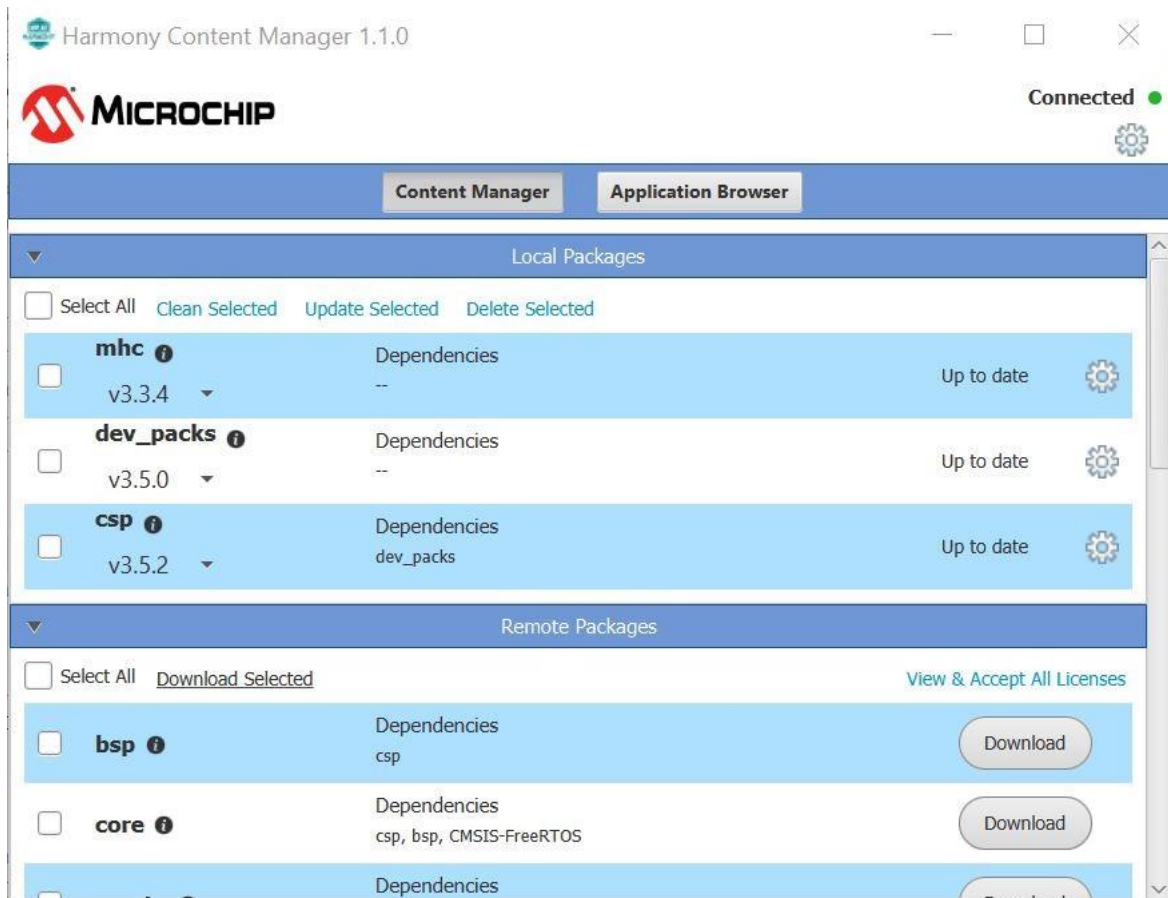 Harmony Content Manager 1.1.0
MICROCHIP
Connected
Content Manager Application Browser
Local Packages
Select All Clean Selected Update Selected Delete Selected
mhc Dependencies
v3.3.4 -- Up to date
dev_packs Dependencies
v3.5.0 -- Up to date
csp Dependencies
v3.5.2 dev_packs Up to date
Remote Packages
Select All Download Selected View & Accept All Licenses
bsp Dependencies
csp Download
core Dependencies
csp, bsp, CMSIS-FreeRTOS Download
Dependencies